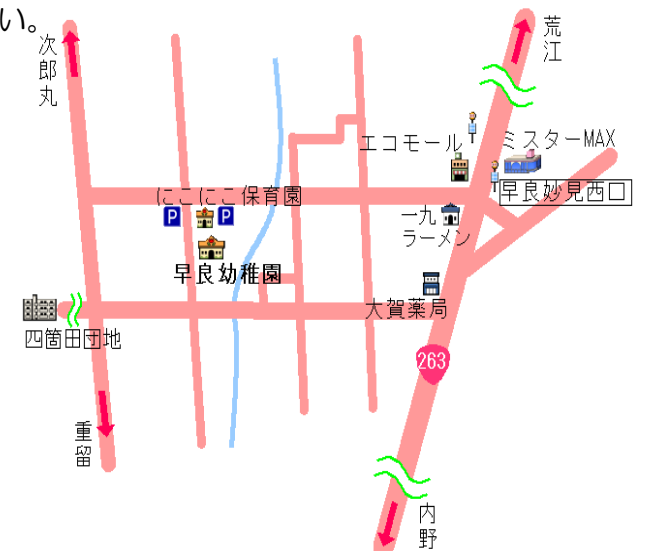 い。
次郎丸
荒江
エコモール
ミスターMAX
にこにこ保育園
早良妙見西口
P
P
一九
ラーメン
早良幼稚園
大賀薬局
四箇田団地
263
重留
内野